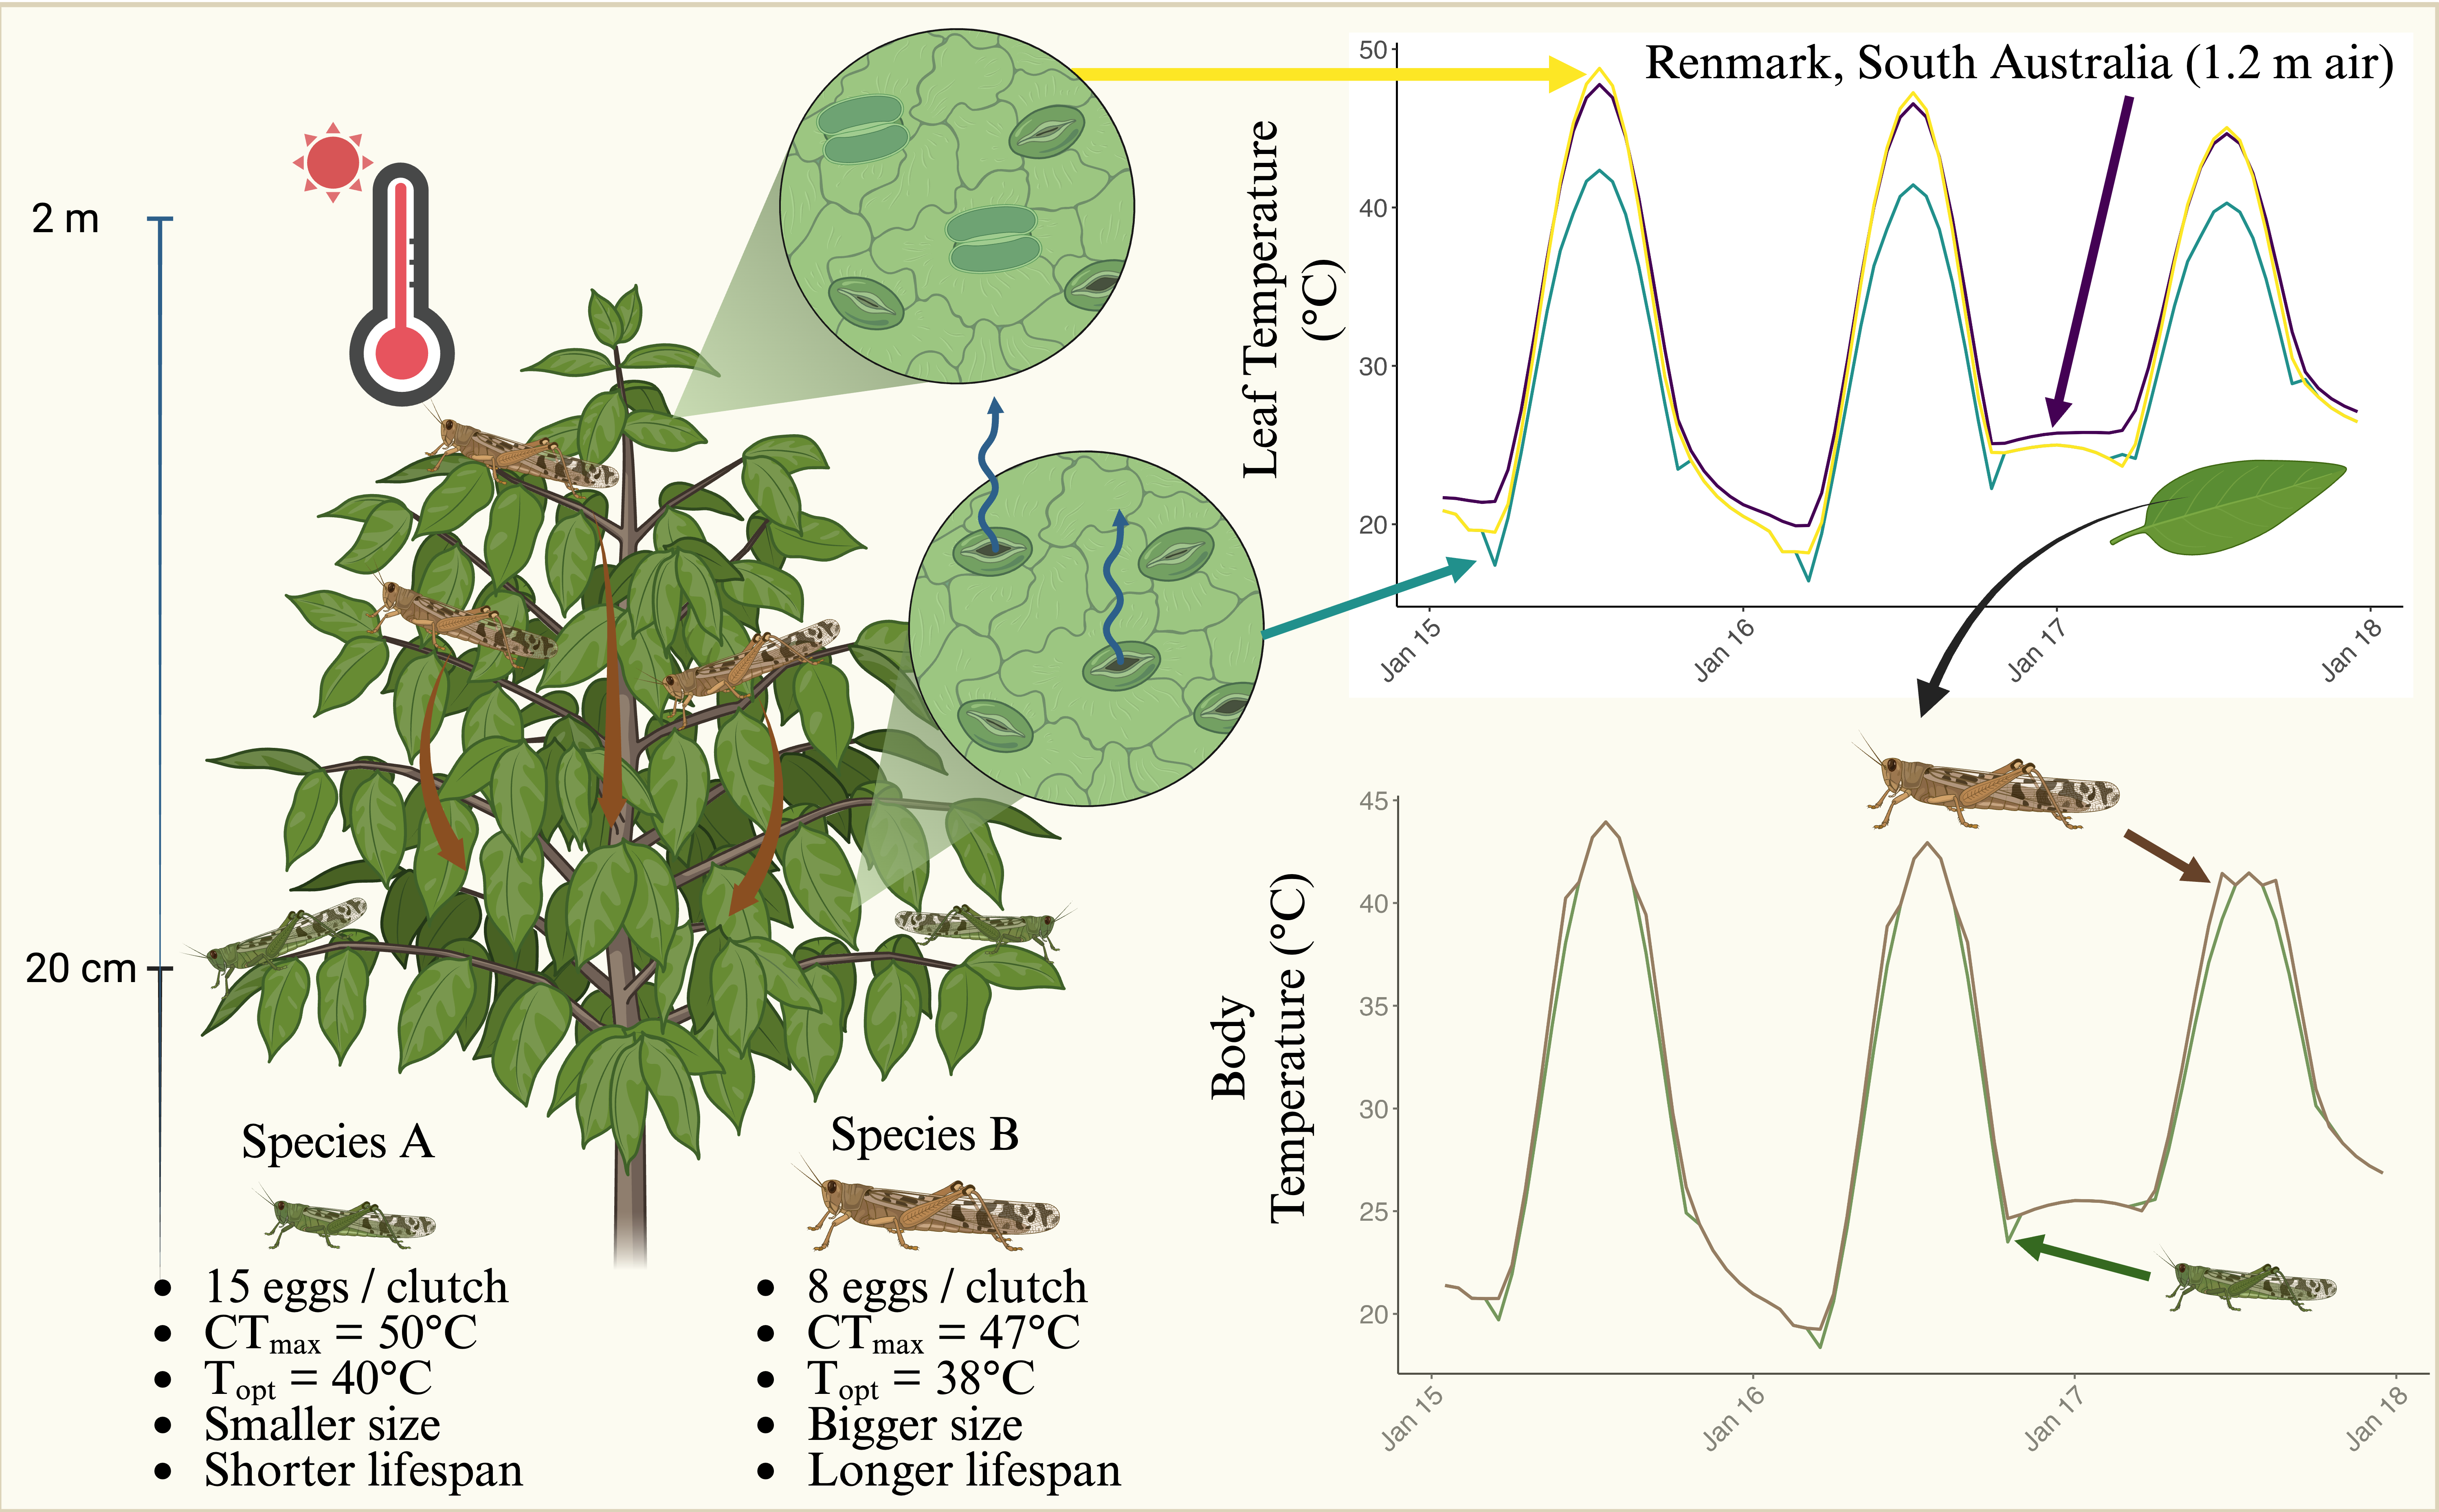 2 m
20 cm
Species A
15 eggs / clutch
CTmax = 50°C
Topt = 40°C
Smaller size
Shorter lifespan
Species B
8 eggs / clutch
CTmax = 47°C
Topt = 38°C
Bigger size
Longer lifespan
Renmark, South Australia (1.2 m air)
Leaf Temperature
(°C)
50
40
30
20
Jan 15
Jan 16
Jan 17
Jan 18
Body
Temperature (°C)
45
40
35
30
25
20
Jan 15
Jan 16
Jan 17
Jan 18